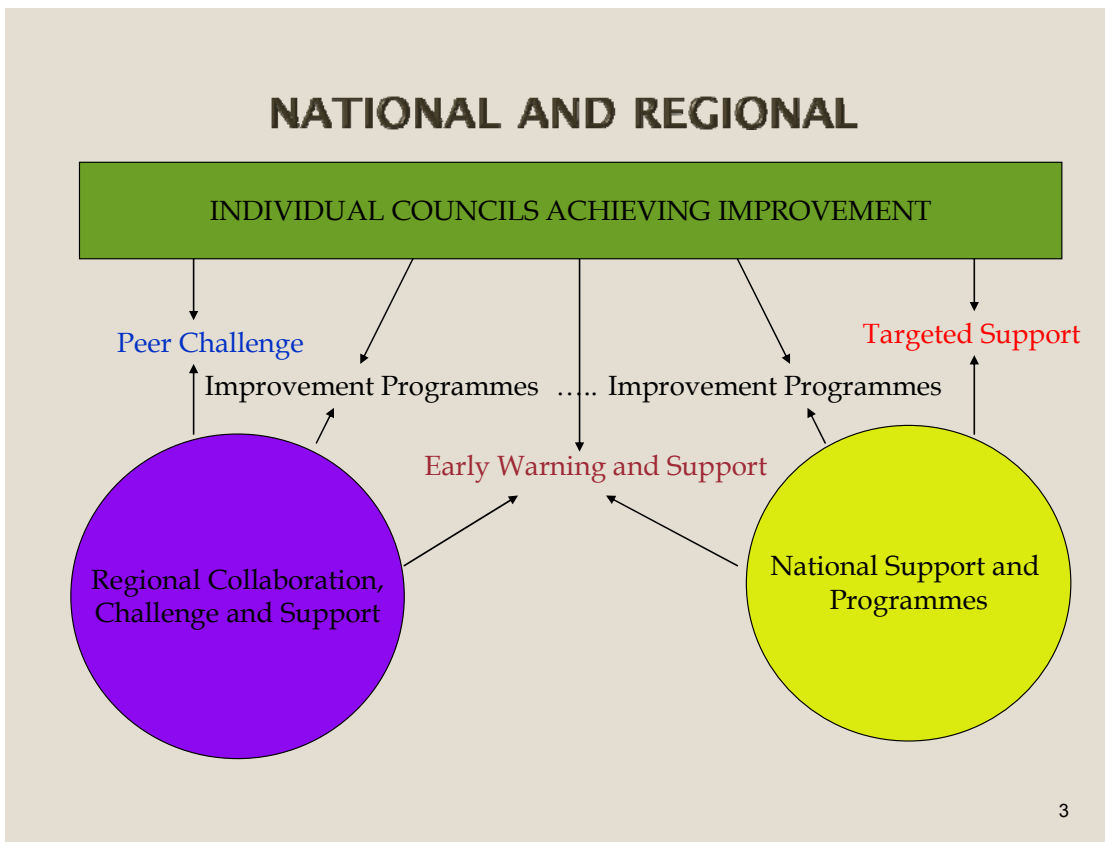 NATIONAL AND REGIONAL
INDIVIDUAL COUNCILS ACHIEVING IMPROVEMENT
Peer Challenge
Targeted Support
Improvement Programmes ….. Improvement Programmes
Early Warning and Support
Regional Collaboration,
Challenge and Support
National Support and
Programmes
3